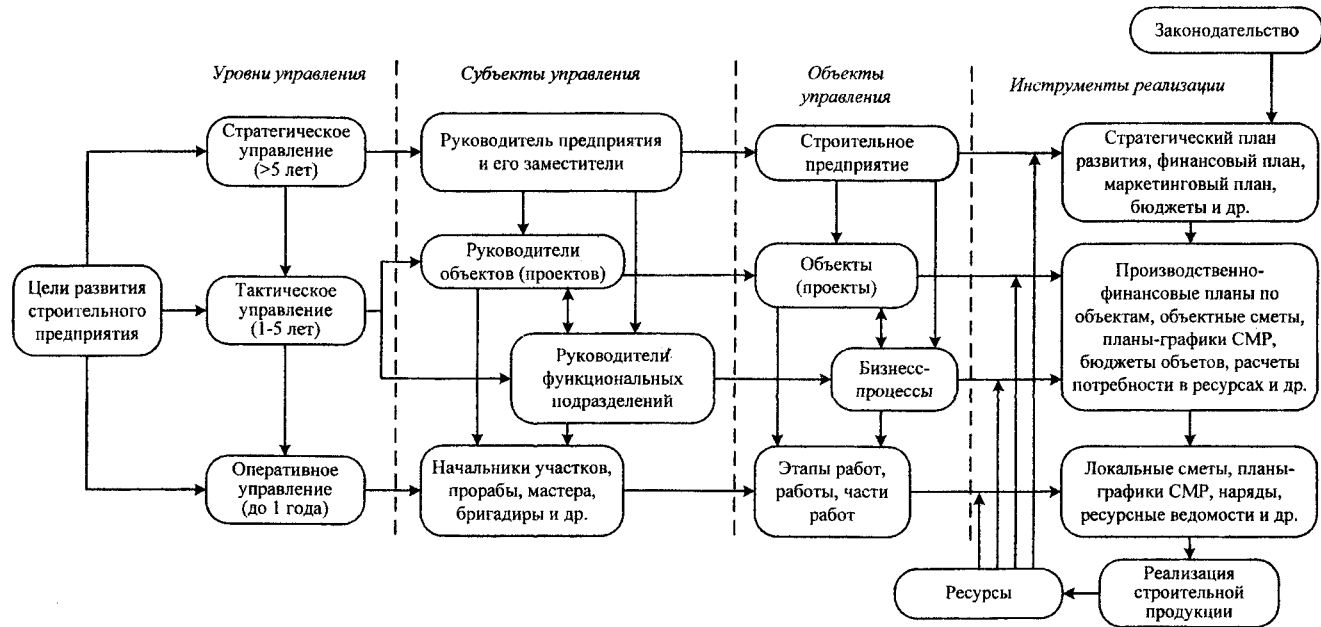 Законодательство
Уровни управления
Субъекты управления
Объекты
управления
Инструменты реализации
Стратегическое
управление
(>5 лет)
Руководитель предприятия
и его заместители
Строительное
предприятие
Стратегический план
развития, финансовый план,
маркетинговый план,
бюджеты и др.
Цели развития
строительного
предприятия
Тактическое
управление
(1-5 лет)
Руководители
объектов (проектов)
Объекты
(проекты)
Производственно-
финансовые планы по
объектам, объектные сметы,
планы-графики СМР,
бюджеты объетов, расчеты
потребности в ресурсах и др.
Руководители
функциональных
подразделений
Бизнесс-
процессы
Оперативное
управление
(до 1 года)
Начальники участков,
прорабы, мастера,
бригадиры и др.
Этапы работ,
работы, части
работ
Локальные сметы, планы-
графики СМР, наряды,
ресурсные ведомости и др.
Ресурсы
Реализация
строительной
продукции